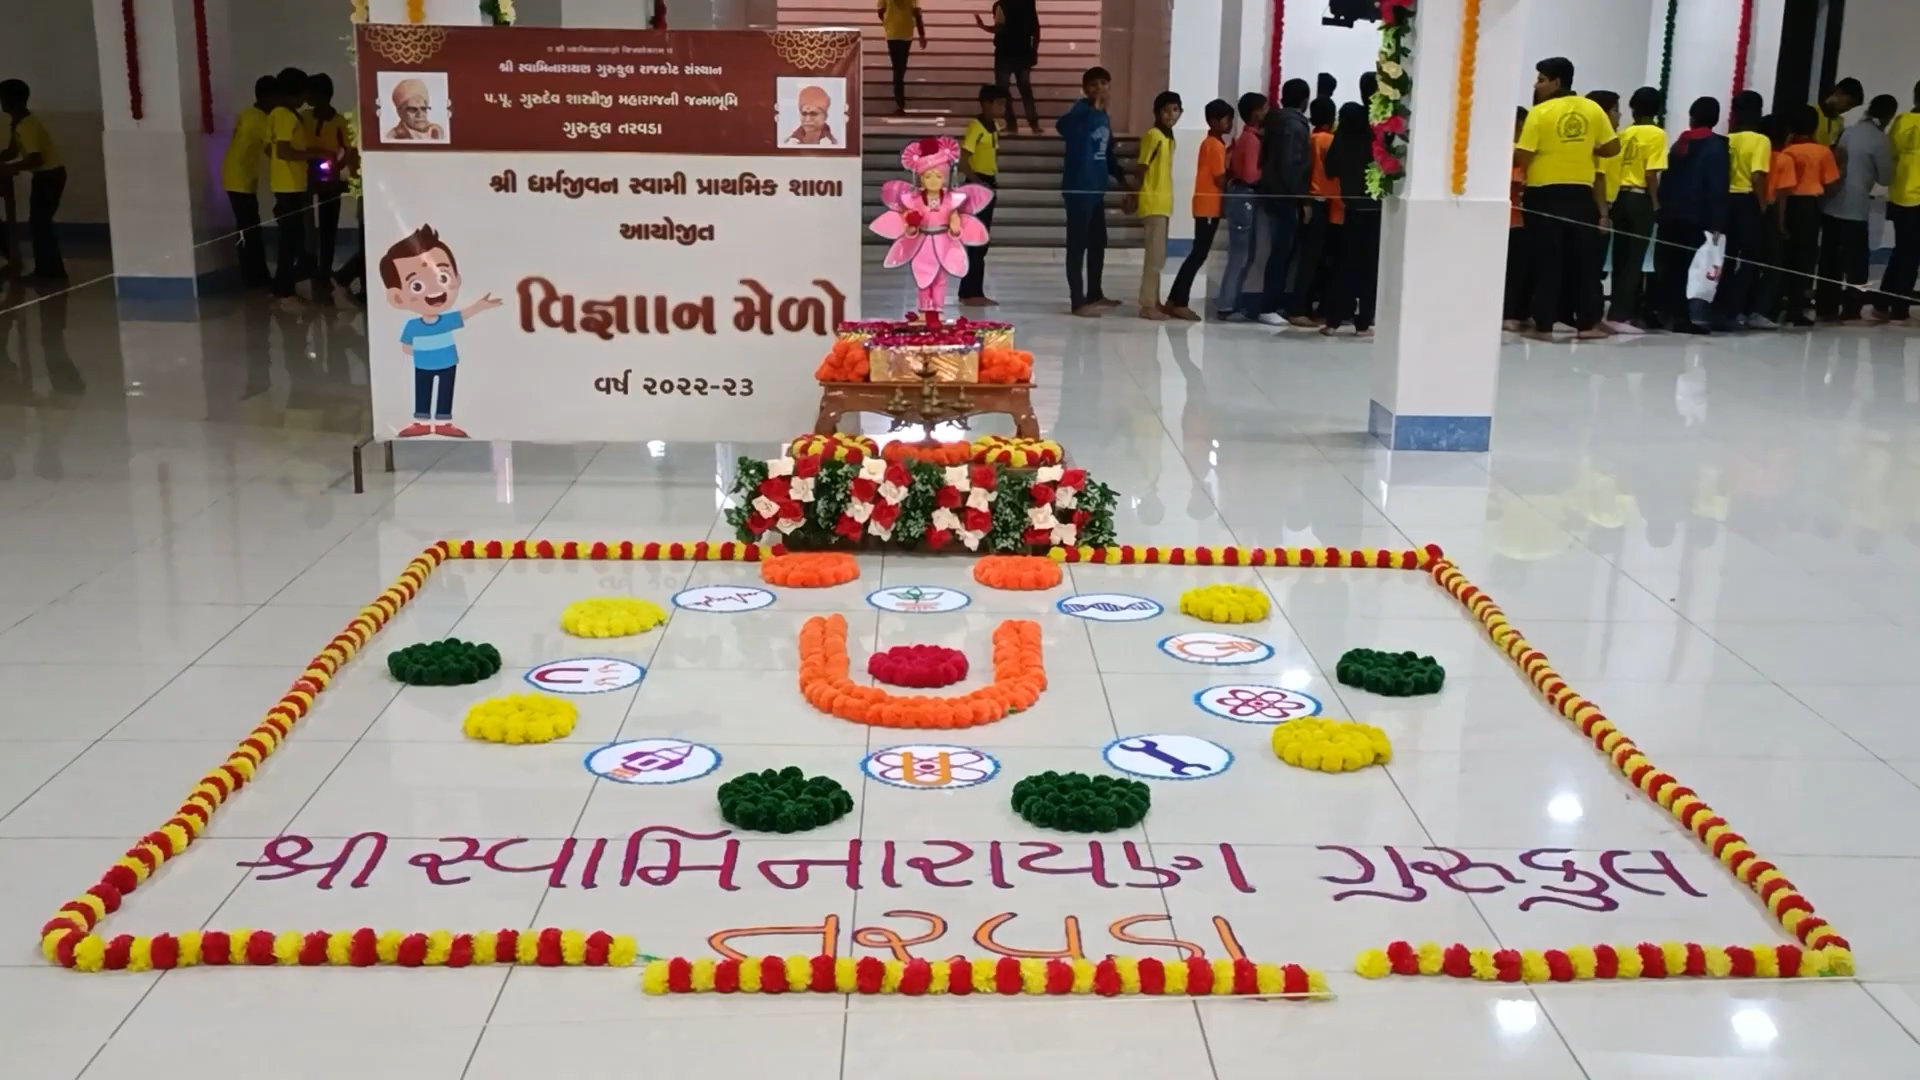 શ્રી સ્વામિનારાયણ ગુરુકુલ રાજકોટ સંસ્થાન
પ.પૂ. ગુરુદેવ શાસ્ત્રીજી મહારાજની જન્મભૂમિ
ગુરુકુલ તરવડા
શ્રી ધર્મજીવન સ્વામી પ્રાથમિક શાળા
આયોજીત
વિજ્ઞાાન મેળો
વર્ષ ૨૦૨૨-૨૩
શ્રી સ્વામિનારાયણ ગુરુકુલ
તરવડા